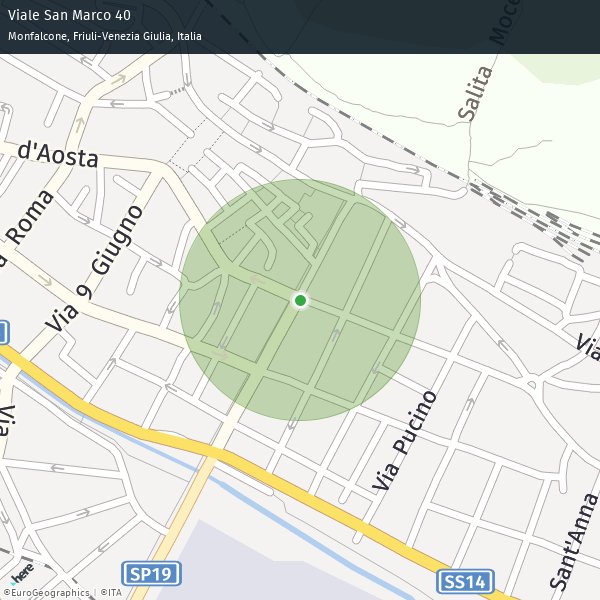 Viale San Marco 40
Monfalcone, Friuli-Venezia Giulia, Italia
Salita Moce
d'Aosta
Roma
Via 9 Giugno
Via
Via
Via Pucino
Sant'Anna
SP19
SS14
here
©EuroGeographics | ©ITA